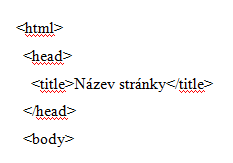 <html>
<head>
<title>Název stránky</title>
</head>
<body>